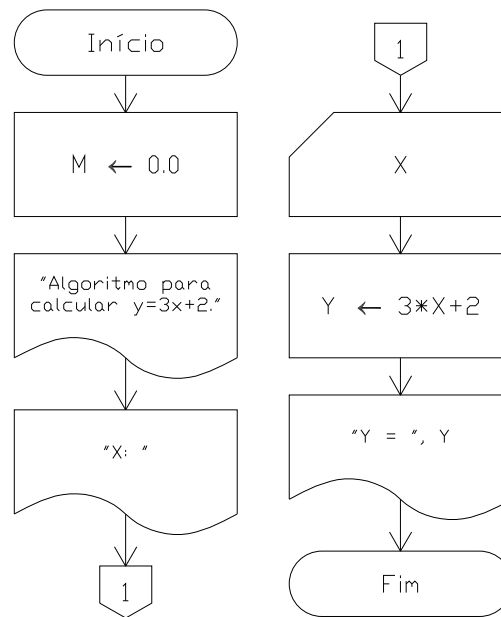 Início
M ← 0.0
"Algoritmo para
calcular y=3x+2."
"X: "
1
1
X
Y ← 3*X+2
"Y = ", Y
Fim